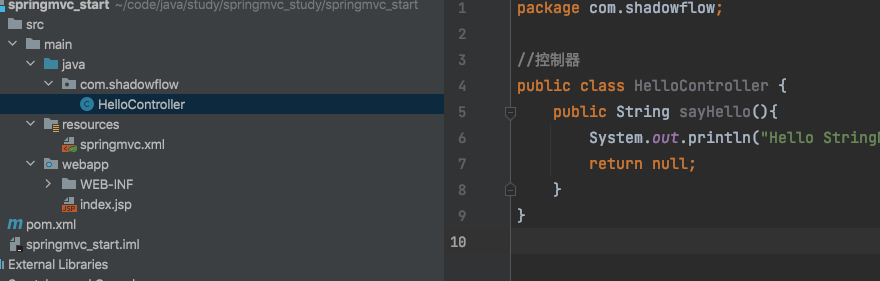 springmvc_start ~/code/java/study/springmvc_study/springmvc_start
src
main
java
com.shadowflow
HelloController
resources
springmvc.xml
webapp
WEB-INF
index.jsp
pom.xml
springmvc_start.iml
External Libraries
1 package com.shadowflow;
2
3 //控制器
4 public class HelloController {
5 public String sayHello(){
6 System.out.println("Hello String
7 return null;
8 }
9 }
10